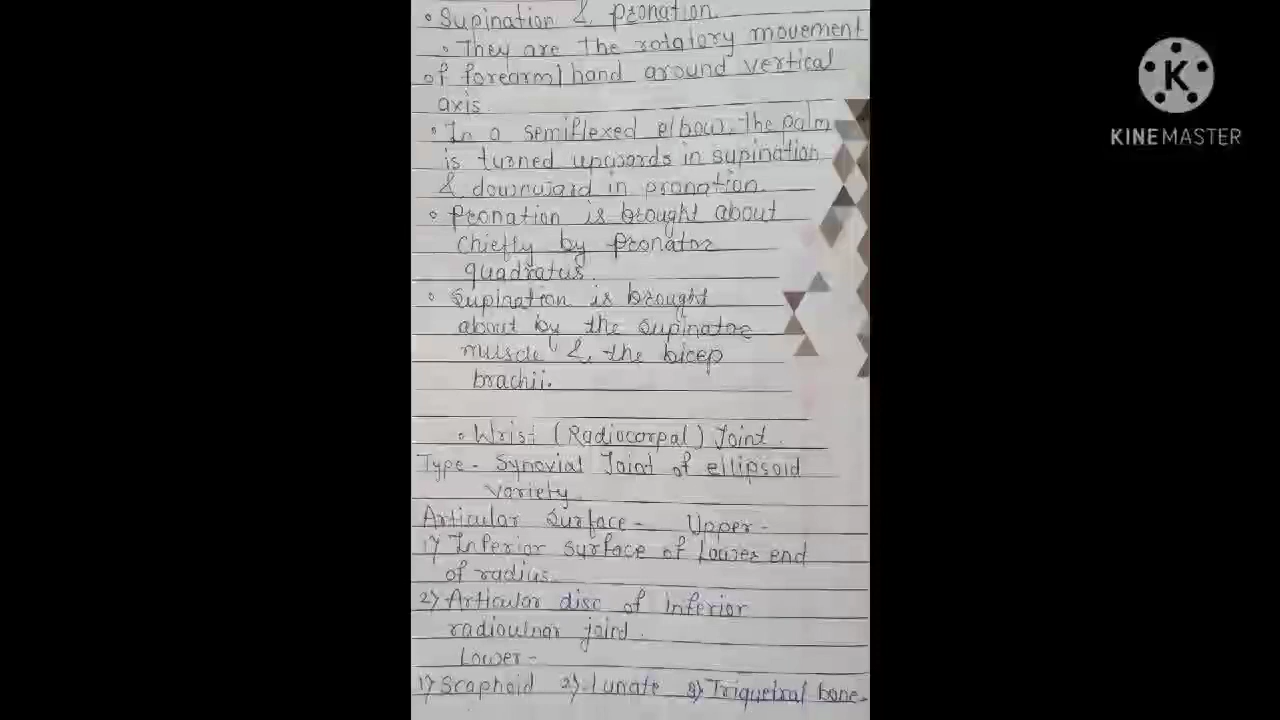 • Supination & pronation
• They are the rotatory movement
of forearm/hand around vertical
axis.
• In a semiflexed elbow, the palm
is turned upwards in supination
& downward in pronation.
• Pronation is brought about
chiefly by pronator
quadratus.
• Supination is brought
about by the supinator
muscle & the bicep
brachii.
• Wrist (Radiocarpal) Joint.
Type - Synovial Joint of ellipsoid
variety
Articular Surface - Upper -
1) Inferior surface of Lower end
of radius.
2) Articular disc of inferior
radioulnar joint.
Lower -
1) Scaphoid 2) Lunate 3) Triquetral bone.
K
KINEMASTER